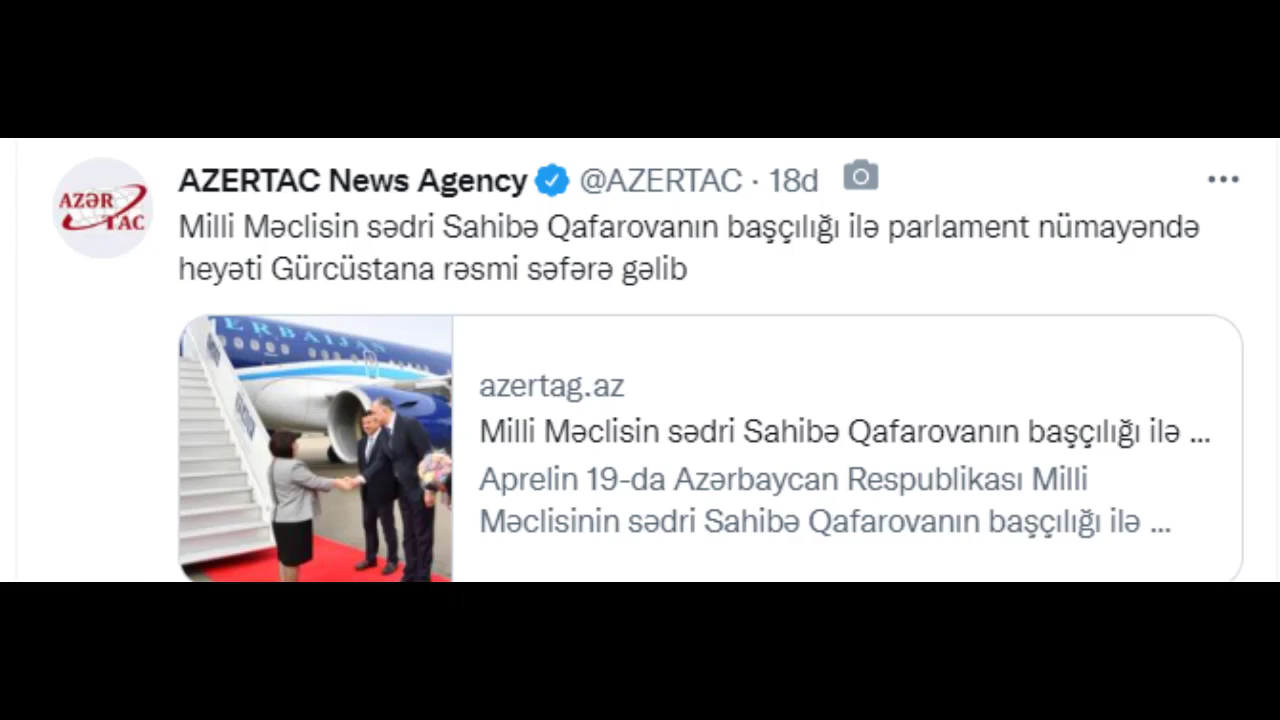 AZERTAC News Agency @AZERTAC · 18d
AZƏR
TAC
Milli Məclisin sədri Sahibə Qafarovanın başçılığı ilə parlament nümayəndə
heyəti Gürcüstana rəsmi səfərə gəlib
ERBAIJAN
azertag.az
Milli Məclisin sədri Sahibə Qafarovanın başçılığı ilə ...
Aprelin 19-da Azərbaycan Respublikası Milli
Məclisinin sədri Sahibə Qafarovanın başçılığı ilə ...